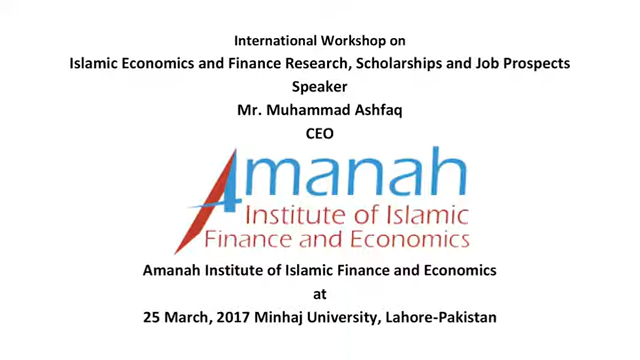 International Workshop on
Islamic Economics and Finance Research, Scholarships and Job Prospects
Speaker
Mr. Muhammad Ashfaq
CEO
Amanah
Institute of Islamic
Finance and Economics
Amanah Institute of Islamic Finance and Economics
at
25 March, 2017 Minhaj University, Lahore-Pakistan